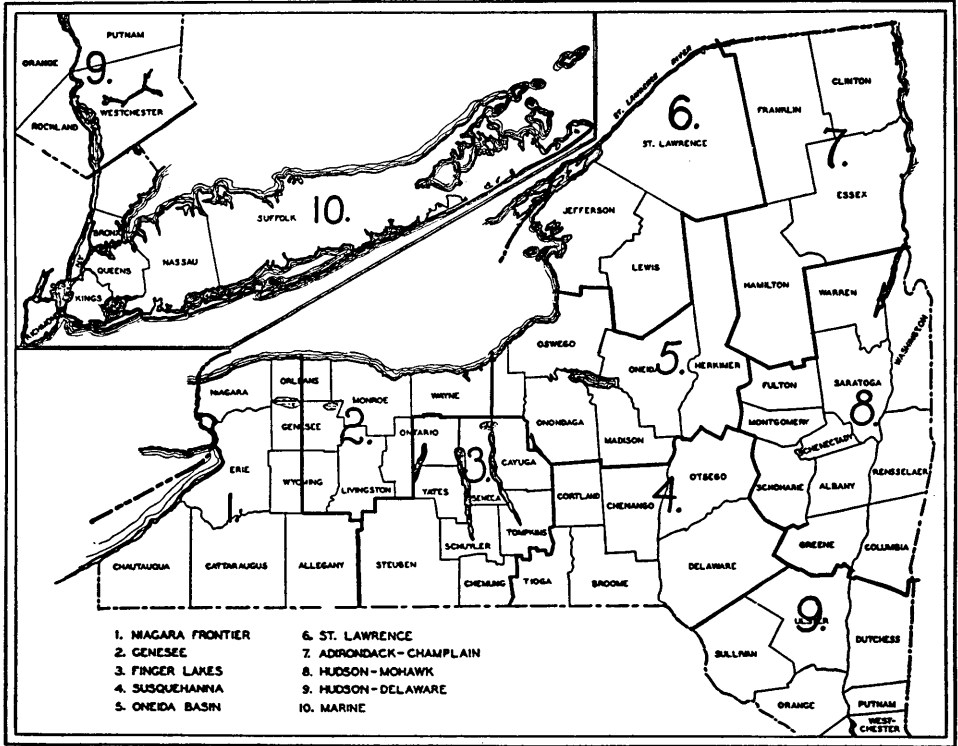 PUTNAM
ORANGE
9.
WESTCHESTER
ROCKLAND
SUFFOLK
10.
BRONX
NASSAU
QUEENS
N.Y.
KINGS
RICHMOND
ST. LAWRENCE RIVER
6.
ST. LAWRENCE
FRANKLIN
CLINTON
7.
ESSEX
JEFFERSON
LEWIS
HAMILTON
WARREN
WASHINGTON
OSWEGO
ONEIDA
5.
HERKIMER
FULTON
SARATOGA
8.
NIAGARA
ORLEANS
MONROE
WAYNE
GENESEE
2.
ONTARIO
ONONDAGA
MADISON
MONTGOMERY
SCHENECTADY
3.
CAYUGA
ERIE
WYOMING
LIVINGSTON
YATES
SENECA
CORTLAND
CHENANGO
4.
OTSEGO
SCHOHARIE
ALBANY
RENSSELAER
1
SCHUYLER
TOMPKINS
GREENE
COLUMBIA
CHAUTAUQUA
CATTARAUGUS
ALLEGANY
STEUBEN
CHEMUNG
TIOGA
BROOME
DELAWARE
9.
ULSTER
DUTCHESS
SULLIVAN
ORANGE
PUTNAM
WEST-
CHESTER
1. NIAGARA FRONTIER
2. GENESEE
3. FINGER LAKES
4. SUSQUEHANNA
5. ONEIDA BASIN
6. ST. LAWRENCE
7. ADIRONDACK-CHAMPLAIN
8. HUDSON-MOHAWK
9. HUDSON-DELAWARE
10. MARINE